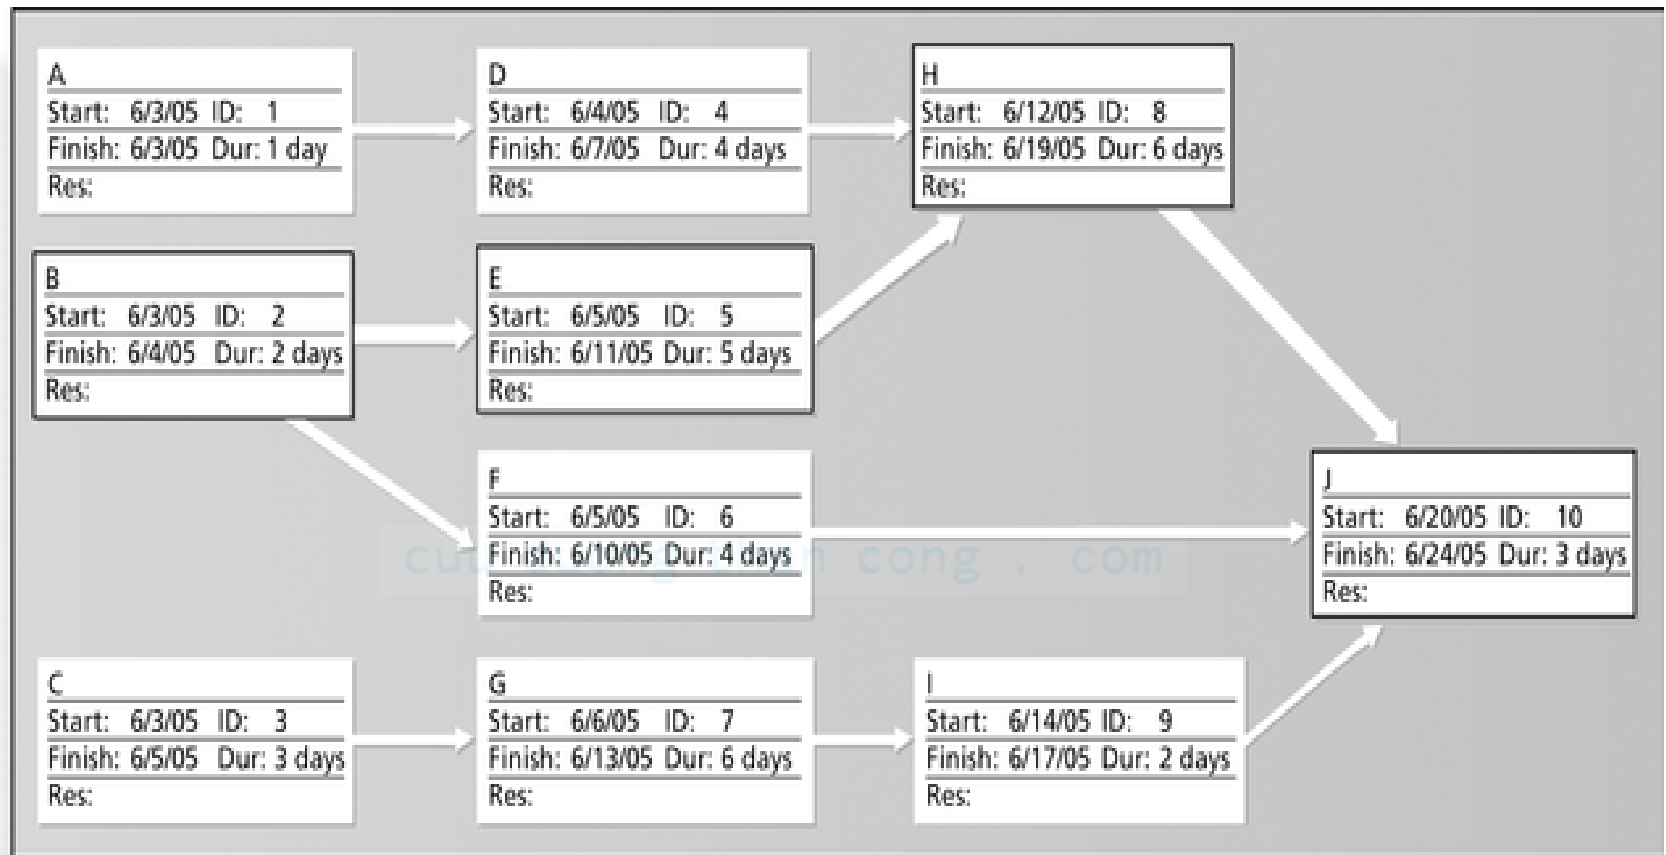 A
Start: 6/3/05 ID: 1
Finish: 6/3/05 Dur: 1 day
Res:
D
Start: 6/4/05 ID: 4
Finish: 6/7/05 Dur: 4 days
Res:
H
Start: 6/12/05 ID: 8
Finish: 6/19/05 Dur: 6 days
Res:
B
Start: 6/3/05 ID: 2
Finish: 6/4/05 Dur: 2 days
Res:
E
Start: 6/5/05 ID: 5
Finish: 6/11/05 Dur: 5 days
Res:
F
Start: 6/5/05 ID: 6
Finish: 6/10/05 Dur: 4 days
Res:
J
Start: 6/20/05 ID: 10
Finish: 6/24/05 Dur: 3 days
Res:
C
Start: 6/3/05 ID: 3
Finish: 6/5/05 Dur: 3 days
Res:
G
Start: 6/6/05 ID: 7
Finish: 6/13/05 Dur: 6 days
Res:
I
Start: 6/14/05 ID: 9
Finish: 6/17/05 Dur: 2 days
Res:
cong . com